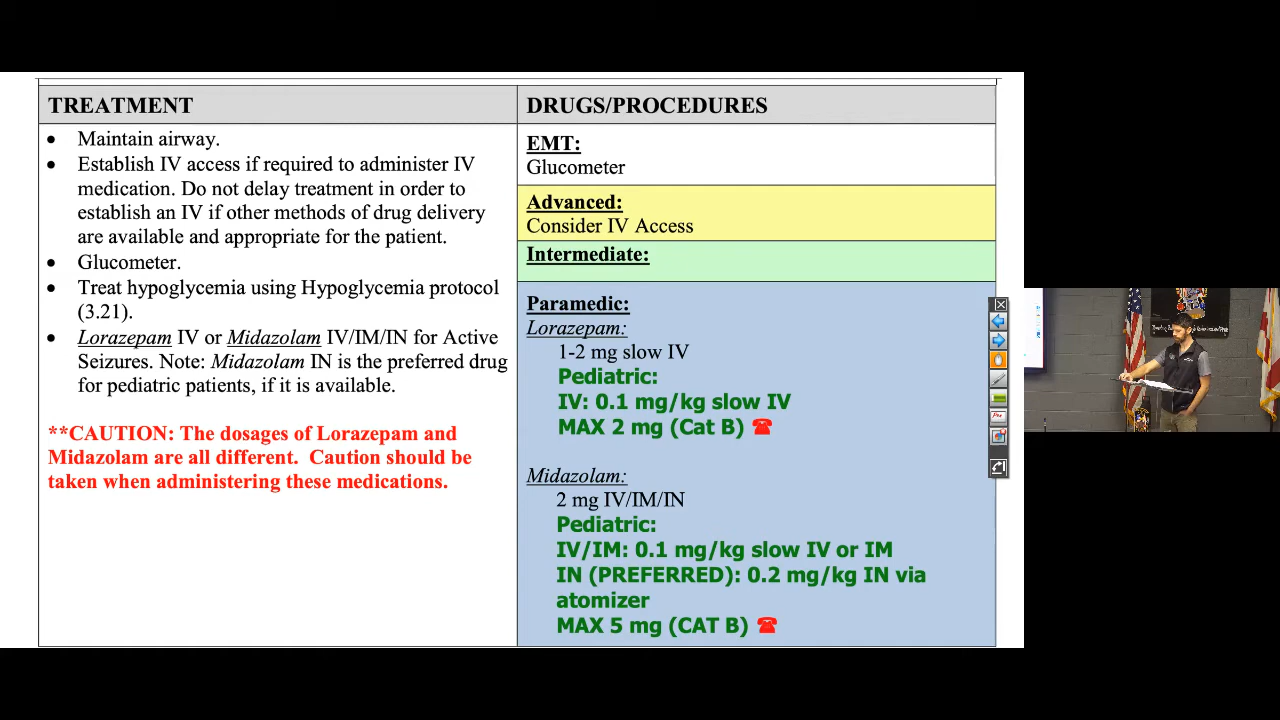 TREATMENT
• Maintain airway.
• Establish IV access if required to administer IV
medication. Do not delay treatment in order to
establish an IV if other methods of drug delivery
are available and appropriate for the patient.
• Glucometer.
• Treat hypoglycemia using Hypoglycemia protocol
(3.21).
• Lorazepam IV or Midazolam IV/IM/IN for Active
Seizures. Note: Midazolam IN is the preferred drug
for pediatric patients, if it is available.
**CAUTION: The dosages of Lorazepam and
Midazolam are all different. Caution should be
taken when administering these medications.
DRUGS/PROCEDURES
EMT:
Glucometer
Advanced:
Consider IV Access
Intermediate:
Paramedic:
Lorazepam:
1-2 mg slow IV
Pediatric:
IV: 0.1 mg/kg slow IV
MAX 2 mg (Cat B) ☎
Midazolam:
2 mg IV/IM/IN
Pediatric:
IV/IM: 0.1 mg/kg slow IV or IM
IN (PREFERRED): 0.2 mg/kg IN via
atomizer
MAX 5 mg (CAT B) ☎